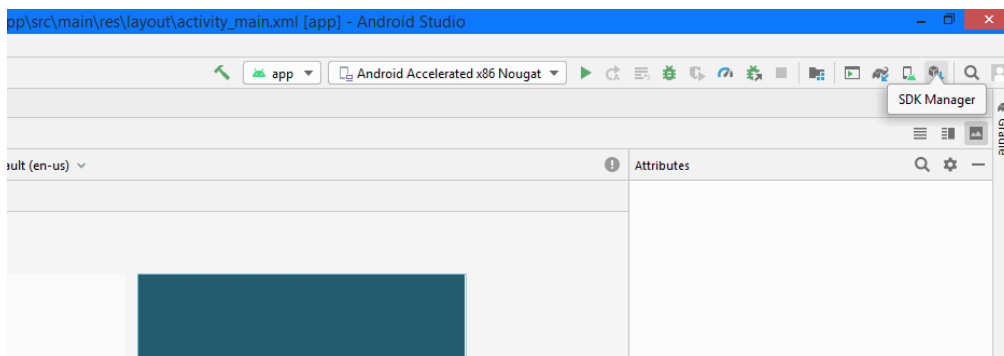 pp\src\main\res\layout\activity_main.xml [app] - Android Studio
app
Android Accelerated x86 Nougat
SDK Manager
Gradle
ault (en-us)
Attributes